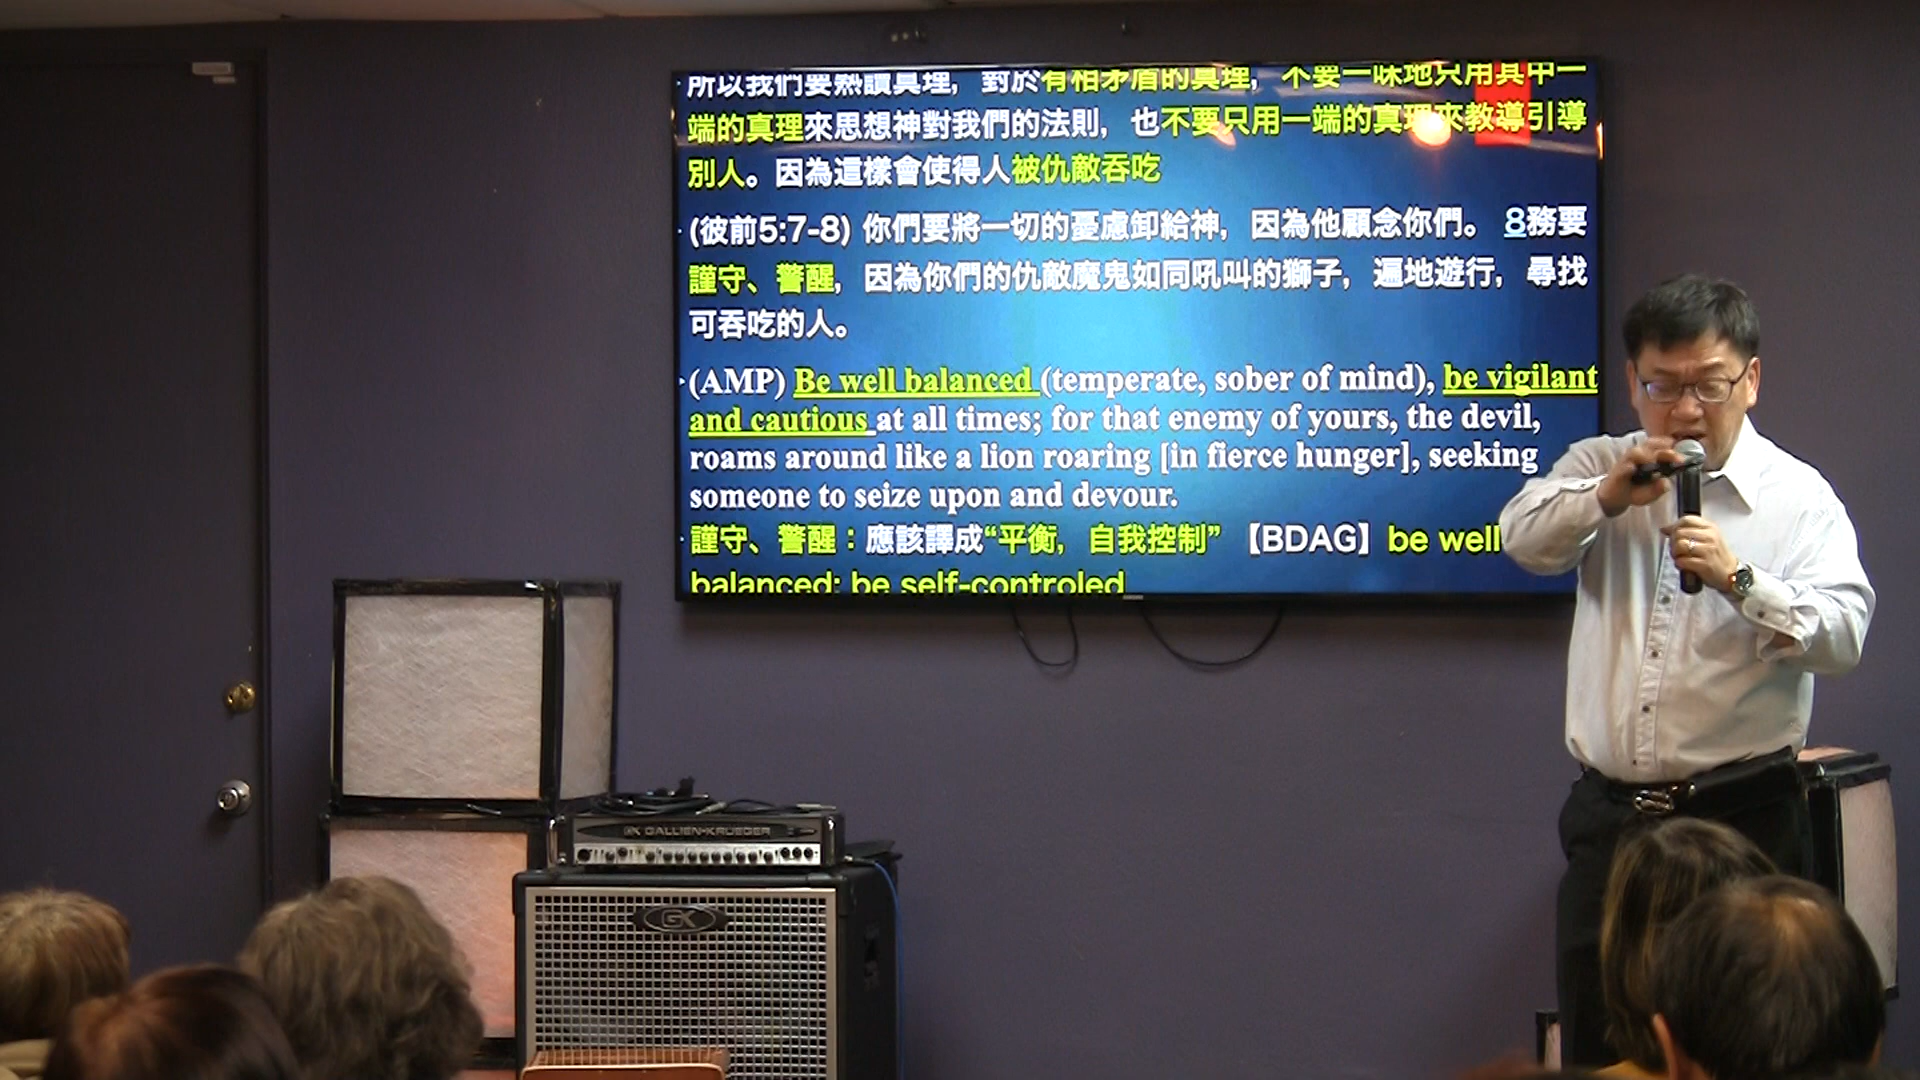 所以我們要熟讀真理，對於有相矛盾的真理，不要一味地只用其中一
端的真理來思想神對我們的法則，也不要只用一端的真理來教導引導
別人。因為這樣會使得人被仇敵吞吃
(彼前5:7-8) 你們要將一切的憂慮卸給神，因為他顧念你們。 8務要
謹守、警醒，因為你們的仇敵魔鬼如同吼叫的獅子，遍地遊行，尋找
可吞吃的人。
(AMP) Be well balanced (temperate, sober of mind), be vigilant
and cautious at all times; for that enemy of yours, the devil,
roams around like a lion roaring [in fierce hunger], seeking
someone to seize upon and devour.
謹守、警醒：應該譯成“平衡，自我控制” 【BDAG】be well
balanced; be self-controled
GK GALLIEN-KRUEGER
GK